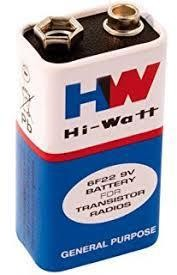 HW
Hi-Watt
6F22 9V
BATTERY
FOR
TRANSISTOR
RADIOS
GENERAL PURPOSE